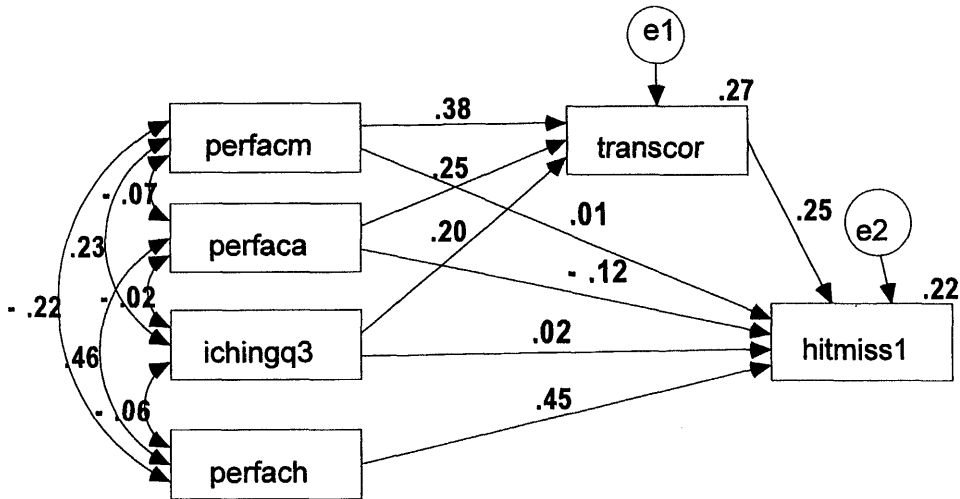 e1
.27
.38
perfacm
transcor
- .07
.25
.01
.25
e2
.23
perfaca
.20
- .12
.22
- .22
- .02
ichingq3
.02
hitmiss1
.46
- .06
.45
perfach